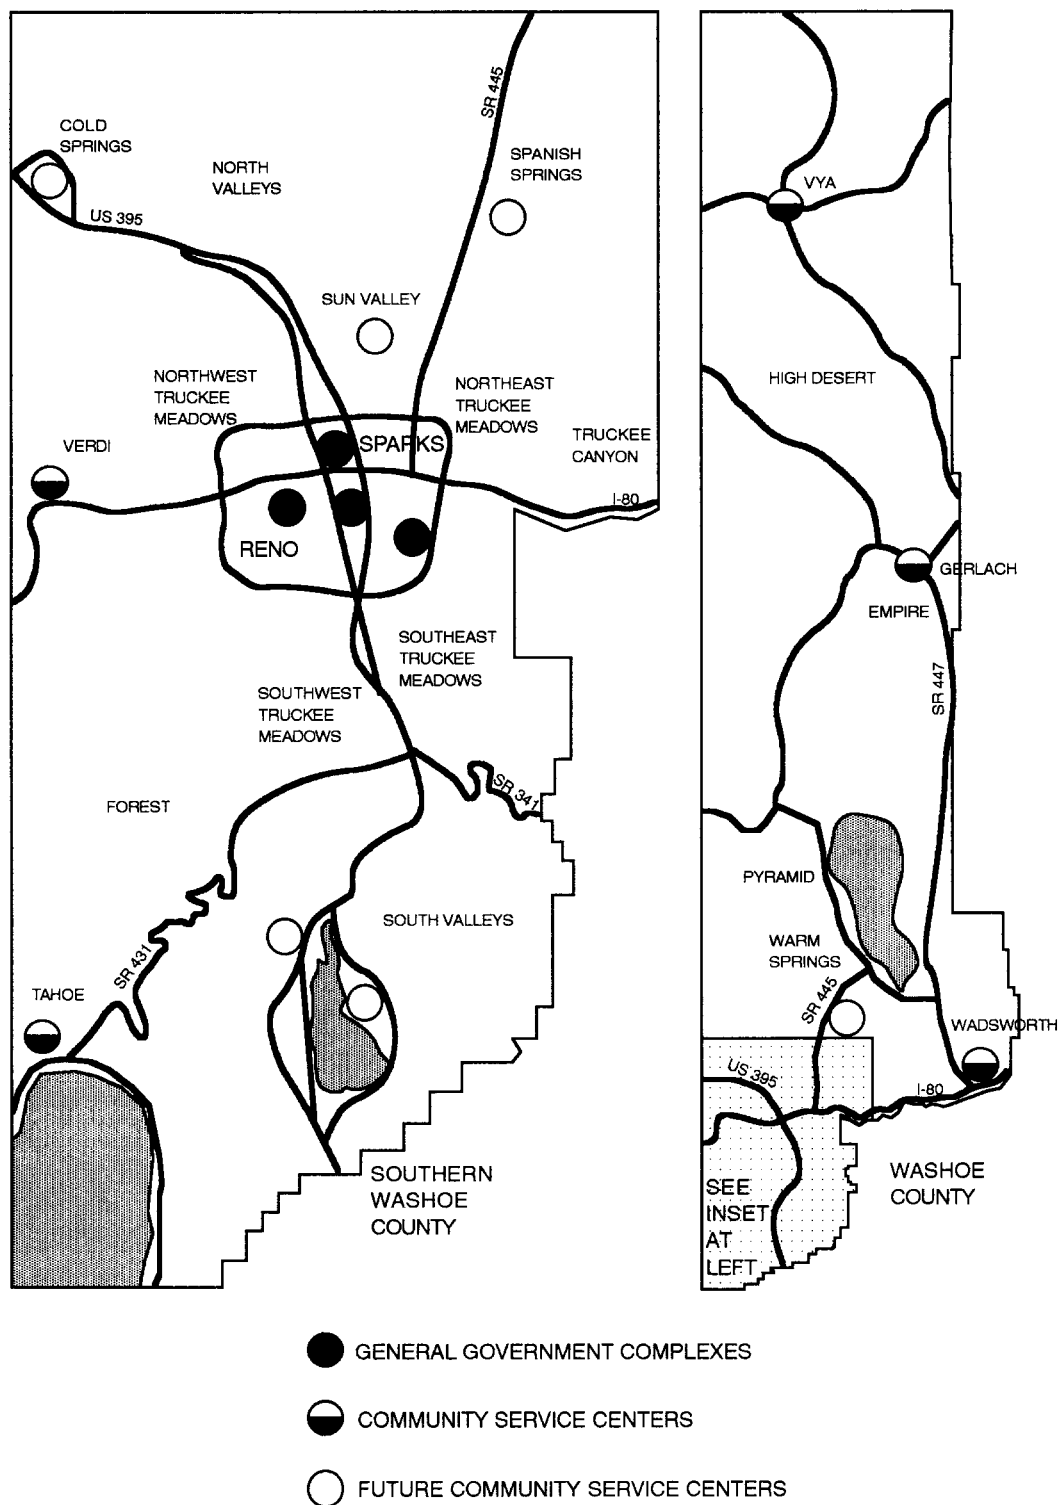 COLD
SPRINGS
NORTH
VALLEYS
US 395
SR 445
SPANISH
SPRINGS
SUN VALLEY
NORTHWEST
TRUCKEE
MEADOWS
NORTHEAST
TRUCKEE
MEADOWS
VERDI
SPARKS
TRUCKEE
CANYON
I-80
RENO
SOUTHEAST
TRUCKEE
MEADOWS
SOUTHWEST
TRUCKEE
MEADOWS
SR 341
FOREST
SOUTH VALLEYS
SR 431
TAHOE
SOUTHERN
WASHOE
COUNTY
VYA
HIGH DESERT
GERLACH
EMPIRE
SR 447
PYRAMID
WARM
SPRINGS
SR 445
WADSWORTH
US 395
I-80
SEE
INSET
AT
LEFT
WASHOE
COUNTY
GENERAL GOVERNMENT COMPLEXES
COMMUNITY SERVICE CENTERS
FUTURE COMMUNITY SERVICE CENTERS